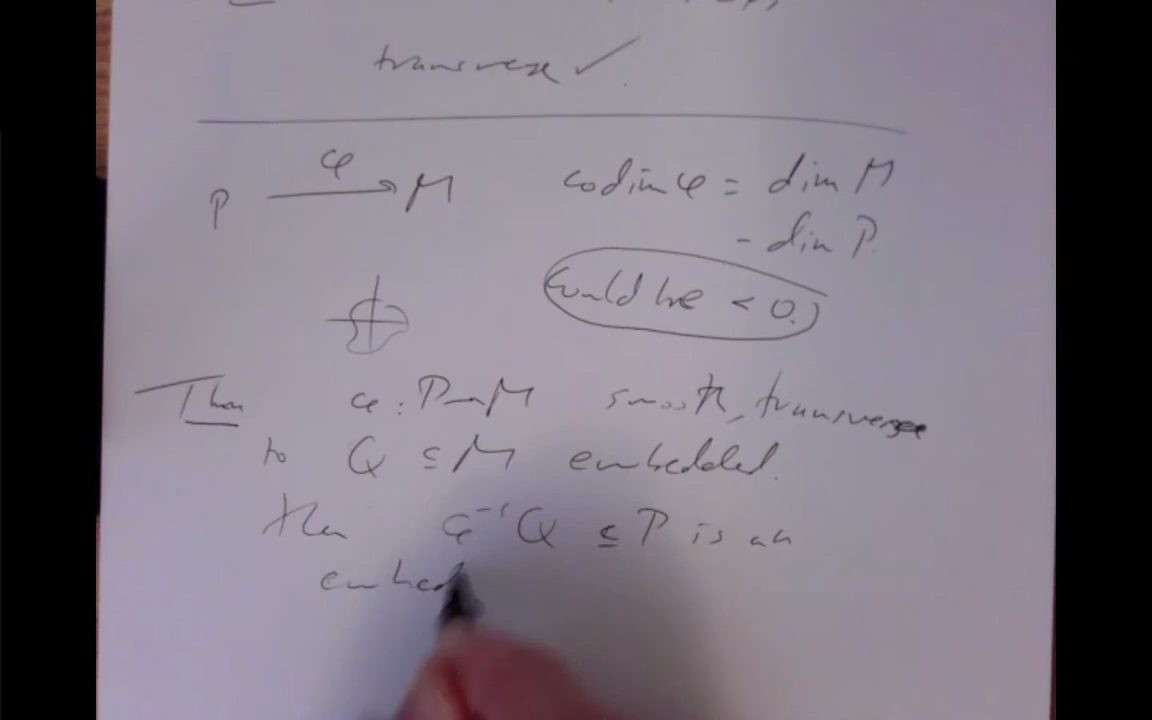 transverse ✓.
φ
P ⟶ M codim φ = dim M
- dim P.
could be < 0.
Thm φ : P → M smooth, transverse
to Q ⊆ M embedded.
then φ⁻¹Q ⊆ P is an
embed